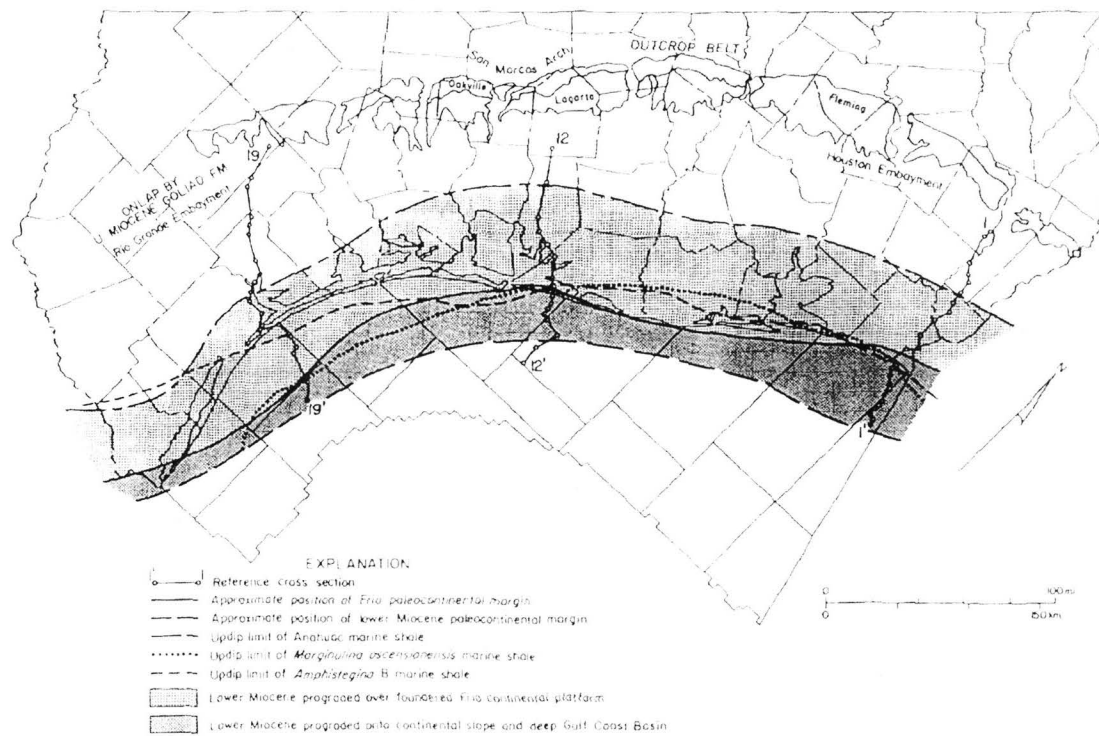 San Marcos Arch
OUTCROP BELT
Oakville
Lagarto
Fleming
19
12
Houston Embayment
ONLAP BY
U MIOCENE GOLIAD FM
Rio Grande Embayment
1
12'
19'
1'
N
EXPLANATION
Reference cross section
Approximate position of Frio paleocontinental margin
Approximate position of lower Miocene paleocontinental margin
Updip limit of Anahuac marine shale
Updip limit of Marginulina ascensionensis marine shale
Updip limit of Amphistegina B marine shale
Lower Miocene prograded over foundered Frio continental platform
Lower Miocene prograded onto continental slope and deep Gulf Coast Basin
0 100 mi
0 150 km